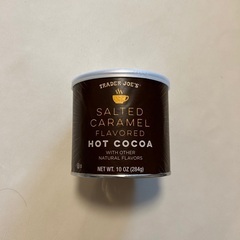 TRADER JOE'S
SALTED
CARAMEL
FLAVORED
HOT COCOA
WITH OTHER
NATURAL FLAVORS
NET WT. 10 OZ (284g)